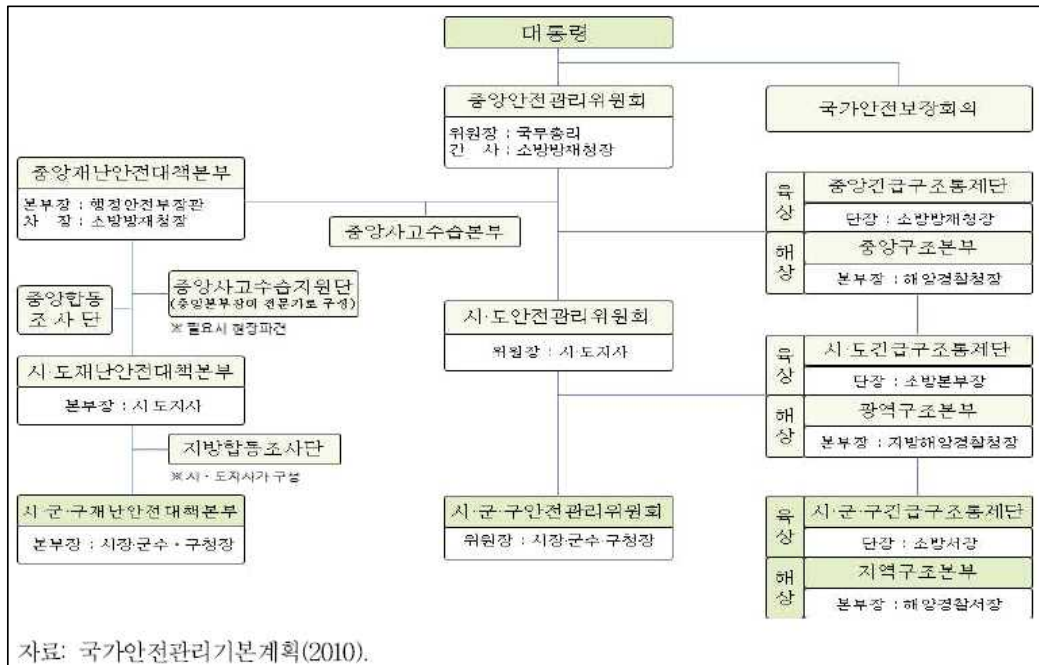 대통령
중앙안전관리위원회
위원장 : 국무총리
간 사 : 소방방재청장
국가안전보장회의
중앙재난안전대책본부
본부장 : 행정안전부장관
차 장 : 소방방재청장
중앙사고수습본부
육상
중앙긴급구조통제단
단장 : 소방방재청장
해상
중앙구조본부
본부장 : 해양경찰청장
중앙합동
조사단
중앙사고수습지원단
(중앙본부장이 전문가로 구성)
※ 필요시 현장파견
시·도안전관리위원회
위원장 : 시·도지사
육상
시·도긴급구조통제단
단장 : 소방본부장
해상
광역구조본부
본부장 : 지방해양경찰청장
시·도재난안전대책본부
본부장 : 시 도지사
지방합동조사단
※ 시·도지사가 구성
시·군·구재난안전대책본부
본부장 : 시장·군수·구청장
시·군·구안전관리위원회
위원장 : 시장·군수·구청장
육상
시·군·구긴급구조통제단
단장 : 소방서장
해상
지역구조본부
본부장 : 해양경찰서장
자료: 국가안전관리기본계획(2010).